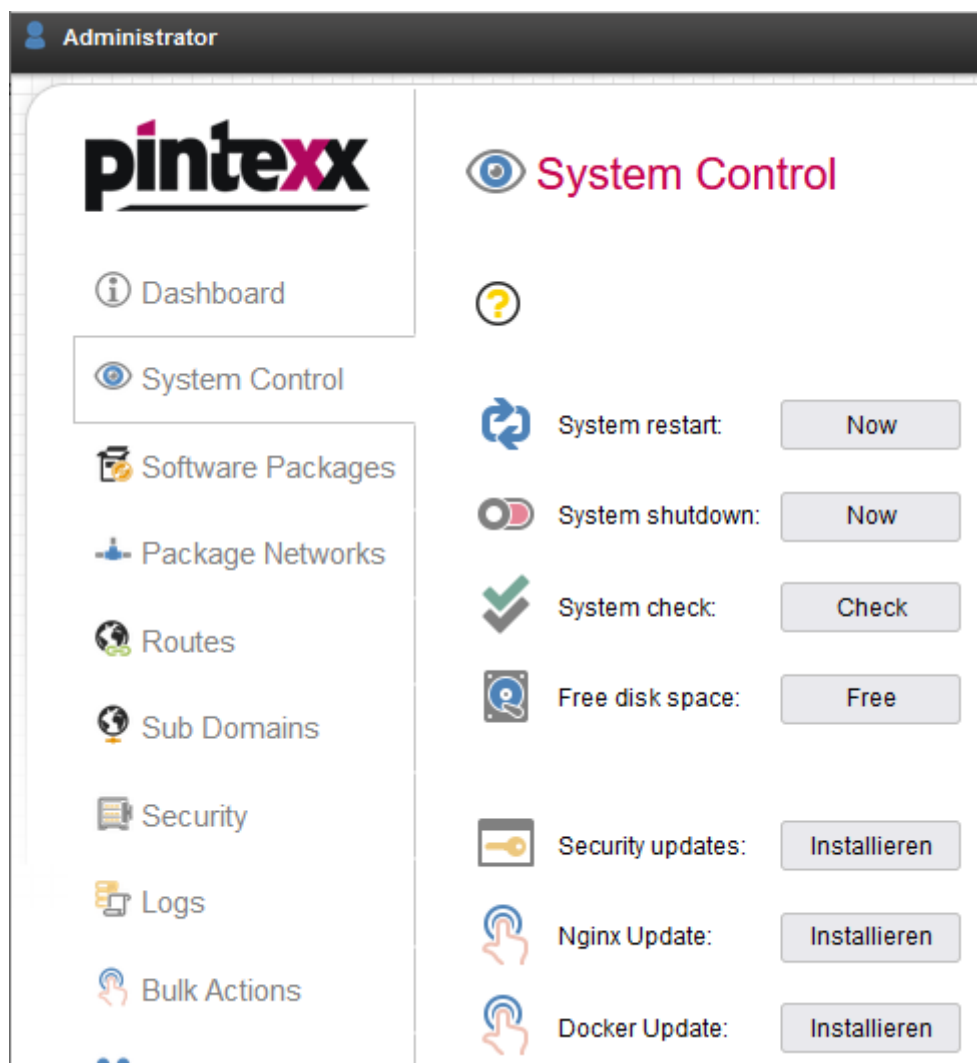 Administrator
pintexx
System Control
Dashboard
System Control
Software Packages
Package Networks
Routes
Sub Domains
Security
Logs
Bulk Actions
?
System restart: Now
System shutdown: Now
System check: Check
Free disk space: Free
Security updates: Installieren
Nginx Update: Installieren
Docker Update: Installieren